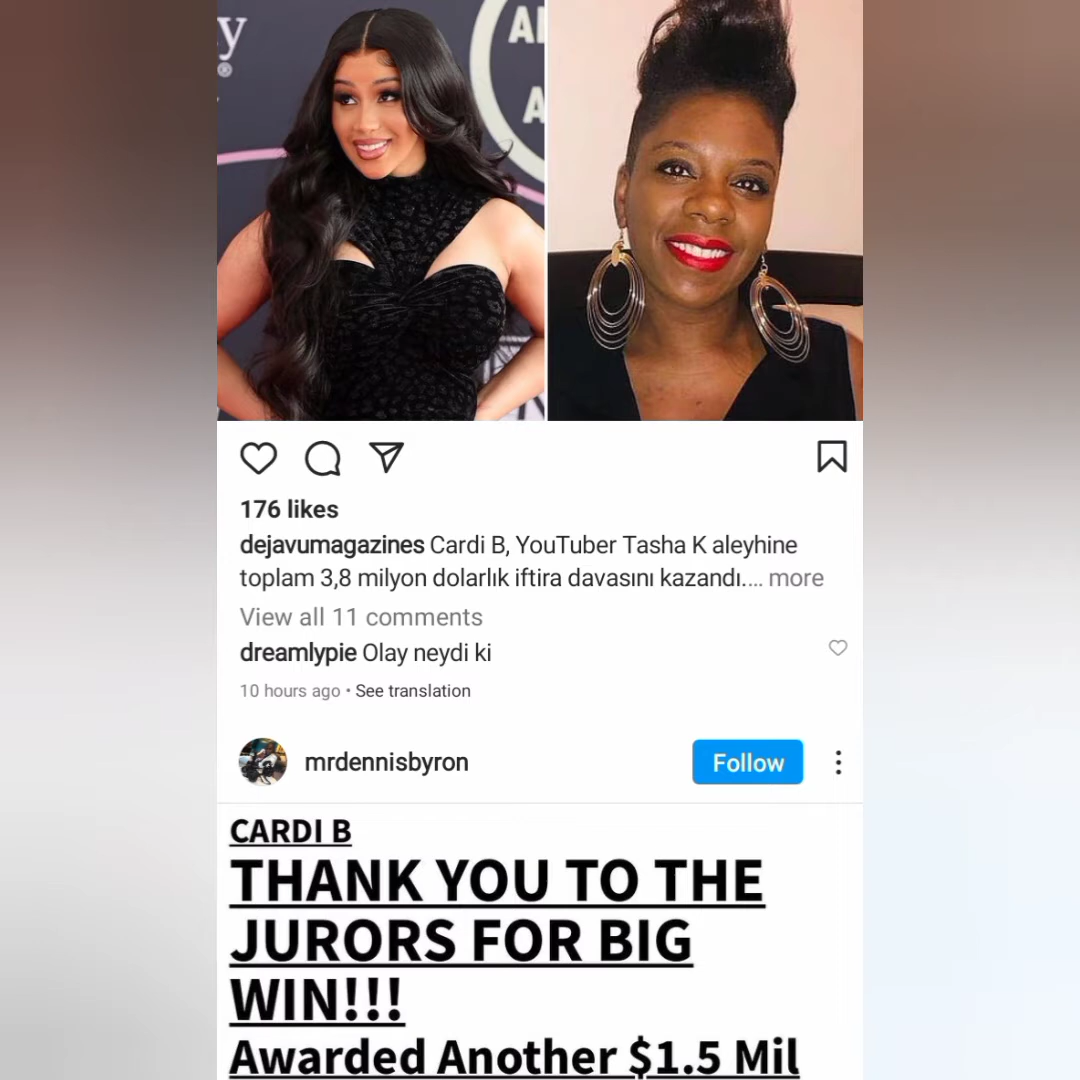 y
®
AI
A
176 likes
dejavumagazines Cardi B, YouTuber Tasha K aleyhine
toplam 3,8 milyon dolarlık iftira davasını kazandı.... more
View all 11 comments
dreamlypie Olay neydi ki
10 hours ago • See translation
mrdennisbyron Follow
CARDI B
THANK YOU TO THE
JURORS FOR BIG
WIN!!!
Awarded Another $1.5 Mil